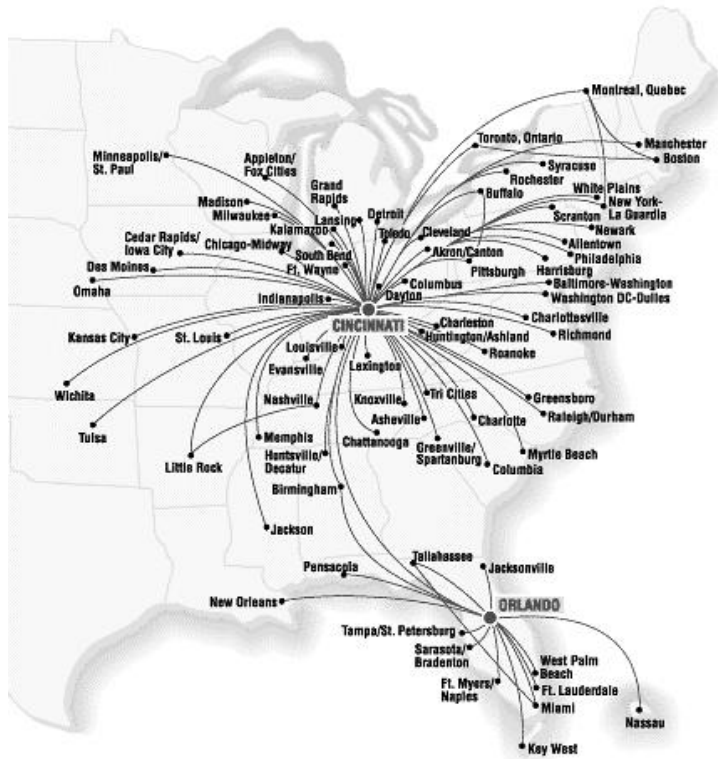 Montreal, Quebec
Toronto, Ontario
Manchester
Boston
Minneapolis/
St. Paul
Appleton/
Fox Cities
Syracuse
Rochester
Grand
Rapids
Buffalo
White Plains
New York-
La Guardia
Madison
Milwaukee
Lansing
Detroit
Scranton
Kalamazoo
Toledo
Cleveland
Newark
Cedar Rapids/
Iowa City
Chicago-Midway
South Bend
Akron/Canton
Allentown
Philadelphia
Des Moines
Ft. Wayne
Pittsburgh
Harrisburg
Omaha
Columbus
Baltimore-Washington
Indianapolis
Dayton
Washington DC-Dulles
CINCINNATI
Charlottesville
Kansas City
St. Louis
Charleston
Huntington/Ashland
Richmond
Louisville
Roanoke
Evansville
Lexington
Wichita
Nashville
Knoxville
Tri Cities
Greensboro
Raleigh/Durham
Tulsa
Memphis
Asheville
Charlotte
Chattanooga
Little Rock
Huntsville/
Decatur
Greenville/
Spartanburg
Myrtle Beach
Columbia
Birmingham
Jackson
Tallahassee
Pensacola
Jacksonville
New Orleans
ORLANDO
Tampa/St. Petersburg
Sarasota/
Bradenton
West Palm
Beach
Ft. Myers/
Naples
Ft. Lauderdale
Miami
Nassau
Key West